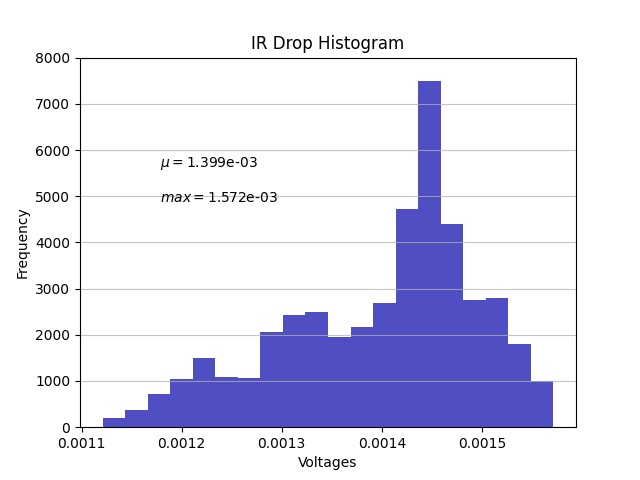 IR Drop Histogram
8000
7000
6000
5000
4000
3000
2000
1000
0
Frequency
μ = 1.399e-03
max = 1.572e-03
0.0011 0.0012 0.0013 0.0014 0.0015
Voltages